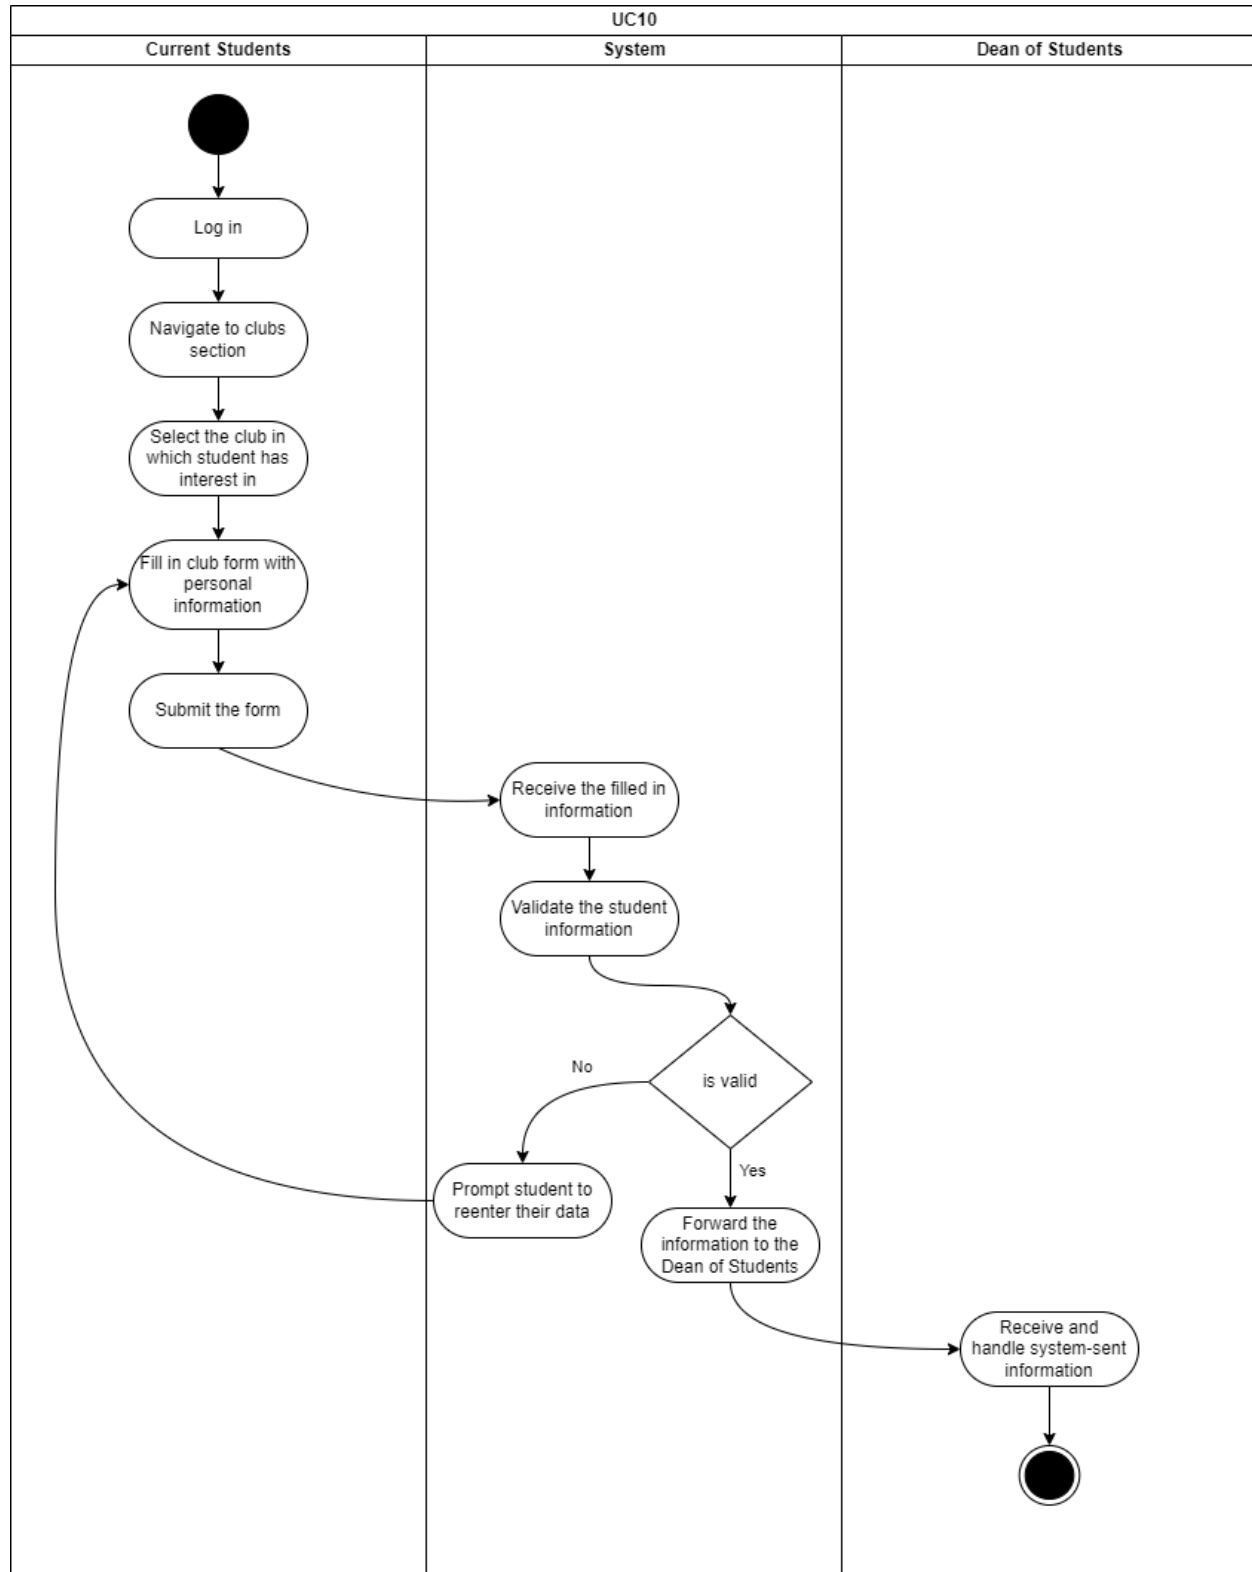 UC10
Current Students
System
Dean of Students
Log in
Navigate to clubs
section
Select the club in
which student has
interest in
Fill in club form with
personal
information
Submit the form
Receive the filled in
information
Validate the student
information
is valid
No
Yes
Prompt student to
reenter their data
Forward the
information to the
Dean of Students
Receive and
handle system-sent
information